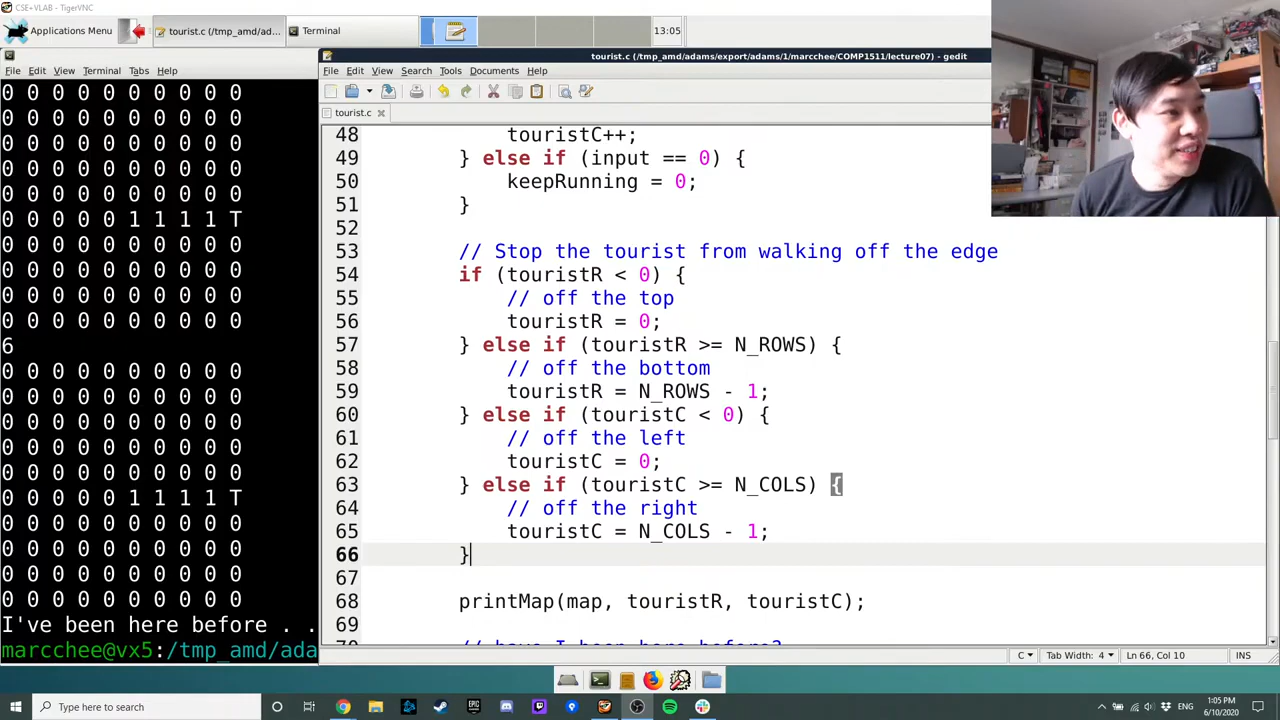 CSE+VLAB - TigerVNC
Applications Menu
tourist.c (/tmp_amd/ad...
Terminal
13:05
tourist.c (/tmp_amd/adams/export/adams/1/marcchee/COMP1511/lecture07) - gedit
File Edit View Terminal Tabs Help
File Edit View Search Tools Documents Help
tourist.c
0 0 0 0 0 0 0 0 0 0
0 0 0 0 0 0 0 0 0 0
0 0 0 0 0 0 0 0 0 0
0 0 0 0 0 0 0 0 0 0
0 0 0 0 0 0 0 0 0 0
0 0 0 0 0 1 1 1 1 T
0 0 0 0 0 0 0 0 0 0
0 0 0 0 0 0 0 0 0 0
0 0 0 0 0 0 0 0 0 0
0 0 0 0 0 0 0 0 0 0
6
0 0 0 0 0 0 0 0 0 0
0 0 0 0 0 0 0 0 0 0
0 0 0 0 0 0 0 0 0 0
0 0 0 0 0 0 0 0 0 0
0 0 0 0 0 0 0 0 0 0
0 0 0 0 0 1 1 1 1 T
0 0 0 0 0 0 0 0 0 0
0 0 0 0 0 0 0 0 0 0
0 0 0 0 0 0 0 0 0 0
0 0 0 0 0 0 0 0 0 0
I've been here before . .
marcchee@vx5:/tmp_amd/ada
48 touristC++;
49 } else if (input == 0) {
50 keepRunning = 0;
51 }
52
53 // Stop the tourist from walking off the edge
54 if (touristR < 0) {
55 // off the top
56 touristR = 0;
57 } else if (touristR >= N_ROWS) {
58 // off the bottom
59 touristR = N_ROWS - 1;
60 } else if (touristC < 0) {
61 // off the left
62 touristC = 0;
63 } else if (touristC >= N_COLS) {
64 // off the right
65 touristC = N_COLS - 1;
66 }
67
68 printMap(map, touristR, touristC);
69
70 // have I been here before?
C Tab Width: 4 Ln 66, Col 10 INS
Type here to search
ENG
1:05 PM
6/10/2020